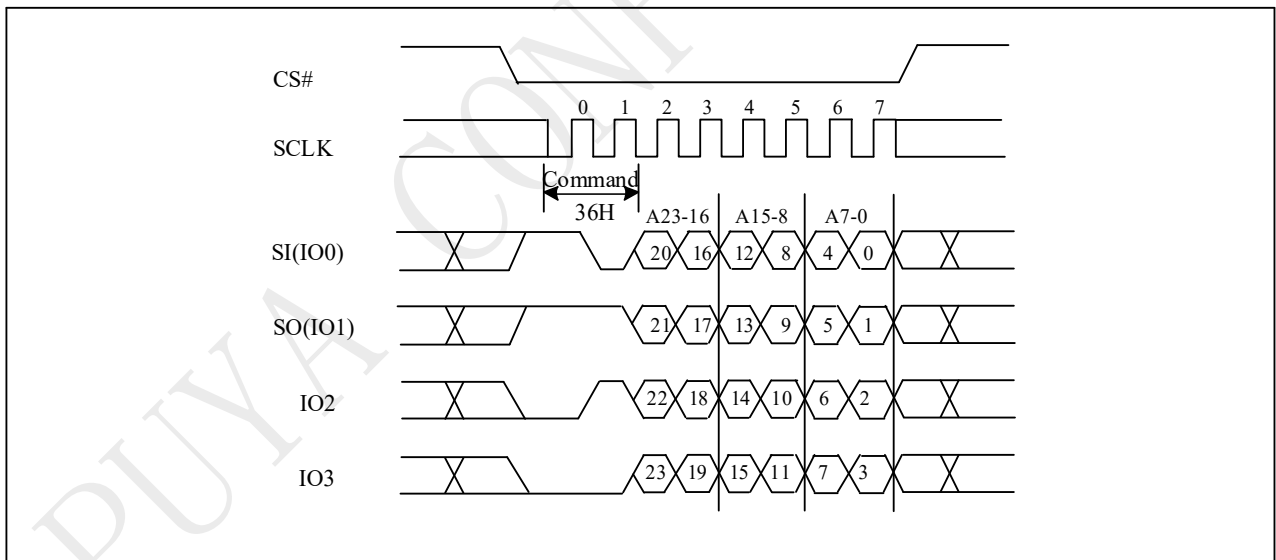 CS#
0 1 2 3 4 5 6 7
SCLK
Command
36H
A23-16 A15-8 A7-0
SI(IO0) 20 16 12 8 4 0
SO(IO1) 21 17 13 9 5 1
IO2 22 18 14 10 6 2
IO3 23 19 15 11 7 3
PUYA